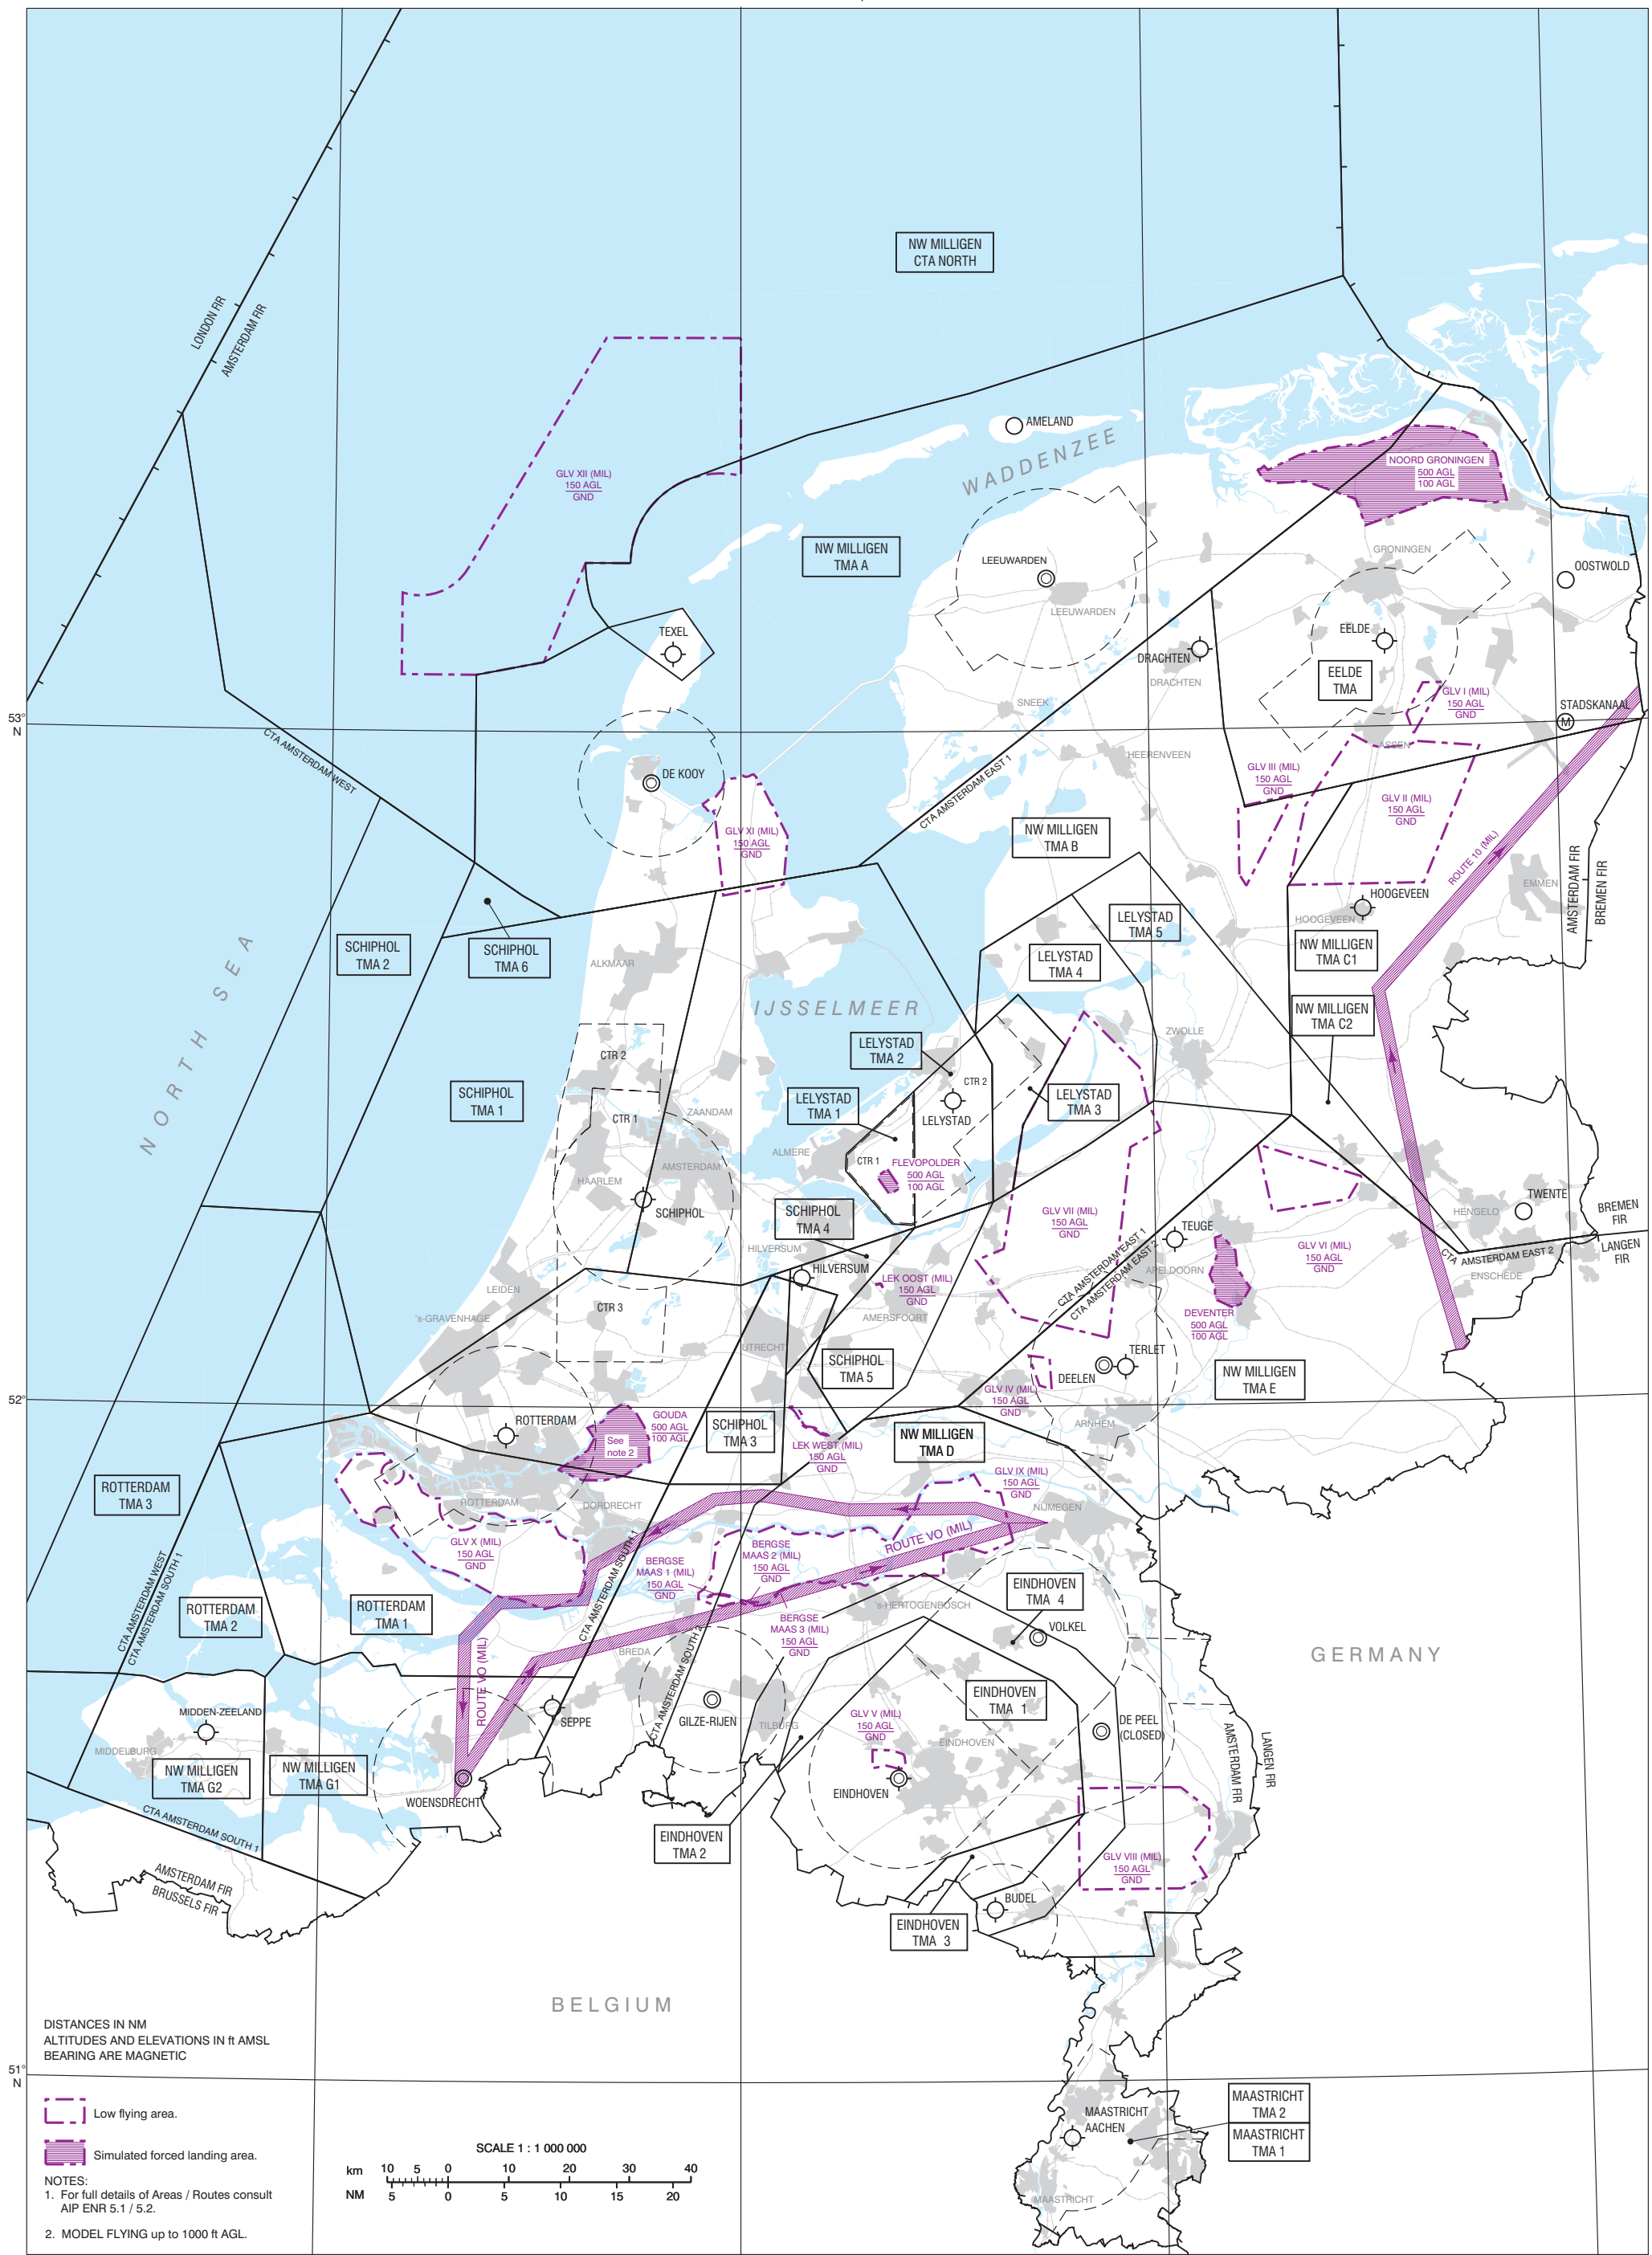 NW MILLIGEN
CTA NORTH
LONDON FIR
AMSTERDAM FIR
AMELAND
WADDENZEE
GLV XII (MIL)
150 AGL
GND
NOORD GRONINGEN
500 AGL
100 AGL
NW MILLIGEN
TMA A
LEEUWARDEN
LEEUWARDEN
GRONINGEN
OOSTWOLD
TEXEL
EELDE
DRACHTEN
DRACHTEN
EELDE
TMA
SNEEK
GLV I (MIL)
150 AGL
GND
STADSKANAAL
M
53°
N
CTA AMSTERDAM WEST
ASSEN
HEERENVEEN
DE KOOY
CTA AMSTERDAM EAST 1
GLV III (MIL)
150 AGL
GND
GLV II (MIL)
150 AGL
GND
GLV XI (MIL)
150 AGL
GND
NW MILLIGEN
TMA B
ROUTE 10 (MIL)
AMSTERDAM FIR
BREMEN FIR
EMMEN
HOOGEVEEN
HOOGEVEEN
SCHIPHOL
TMA 2
SCHIPHOL
TMA 6
LELYSTAD
TMA 5
NW MILLIGEN
TMA C1
NORTH SEA
ALKMAAR
LELYSTAD
TMA 4
IJSSELMEER
NW MILLIGEN
TMA C2
CTR 2
LELYSTAD
TMA 2
ZWOLLE
SCHIPHOL
TMA 1
CTR 2
LELYSTAD
TMA 1
LELYSTAD
TMA 3
CTR 1
ZAANDAM
LELYSTAD
ALMERE
CTR 1
FLEVOPOLDER
500 AGL
100 AGL
AMSTERDAM
HAARLEM
SCHIPHOL
SCHIPHOL
TMA 4
GLV VII (MIL)
150 AGL
GND
TWENTE
HENGELO
BREMEN
FIR
LANGEN
FIR
TEUGE
HILVERSUM
HILVERSUM
CTA AMSTERDAM EAST 1
CTA AMSTERDAM EAST 2
APELDOORN
GLV VI (MIL)
150 AGL
GND
CTA AMSTERDAM EAST 2
ENSCHEDE
LEIDEN
LEK OOST (MIL)
150 AGL
GND
CTR 3
AMERSFOORT
DEVENTER
500 AGL
100 AGL
's-GRAVENHAGE
UTRECHT
SCHIPHOL
TMA 5
TERLET
DEELEN
NW MILLIGEN
TMA E
GLV IV (MIL)
150 AGL
GND
52°
N
ROTTERDAM
GOUDA
500 AGL
100 AGL
See
note 2
SCHIPHOL
TMA 3
ARNHEM
NW MILLIGEN
TMA D
LEK WEST (MIL)
150 AGL
GND
GLV IX (MIL)
150 AGL
GND
ROTTERDAM
TMA 3
ROTTERDAM
DORDRECHT
NIJMEGEN
GLV X (MIL)
150 AGL
GND
ROUTE VO (MIL)
BERGSE
MAAS 2 (MIL)
150 AGL
GND
BERGSE
MAAS 1 (MIL)
150 AGL
GND
CTA AMSTERDAM WEST
CTA AMSTERDAM SOUTH 1
CTA AMSTERDAM SOUTH 1
ROTTERDAM
TMA 2
ROTTERDAM
TMA 1
EINDHOVEN
TMA 4
's-HERTOGENBOSCH
BERGSE
MAAS 3 (MIL)
150 AGL
GND
VOLKEL
GERMANY
BREDA
CTA AMSTERDAM SOUTH 2
ROUTE VO (MIL)
EINDHOVEN
TMA 1
MIDDEN-ZEELAND
SEPPE
GILZE-RIJEN
TILBURG
GLV V (MIL)
150 AGL
GND
DE PEEL
(CLOSED)
EINDHOVEN
MIDDELBURG
NW MILLIGEN
TMA G2
NW MILLIGEN
TMA G1
AMSTERDAM FIR
LANGEN FIR
WOENSDRECHT
EINDHOVEN
CTA AMSTERDAM SOUTH 1
EINDHOVEN
TMA 2
GLV VIII (MIL)
150 AGL
GND
AMSTERDAM FIR
BRUSSELS FIR
BUDEL
EINDHOVEN
TMA 3
BELGIUM
DISTANCES IN NM
ALTITUDES AND ELEVATIONS IN ft AMSL
BEARING ARE MAGNETIC
51°
N
Low flying area.
Simulated forced landing area.
NOTES:
1. For full details of Areas / Routes consult
AIP ENR 5.1 / 5.2.
2. MODEL FLYING up to 1000 ft AGL.
SCALE 1 : 1 000 000
km 10 5 0 10 20 30 40
NM 5 0 5 10 15 20
MAASTRICHT
AACHEN
MAASTRICHT
TMA 2
MAASTRICHT
TMA 1
MAASTRICHT